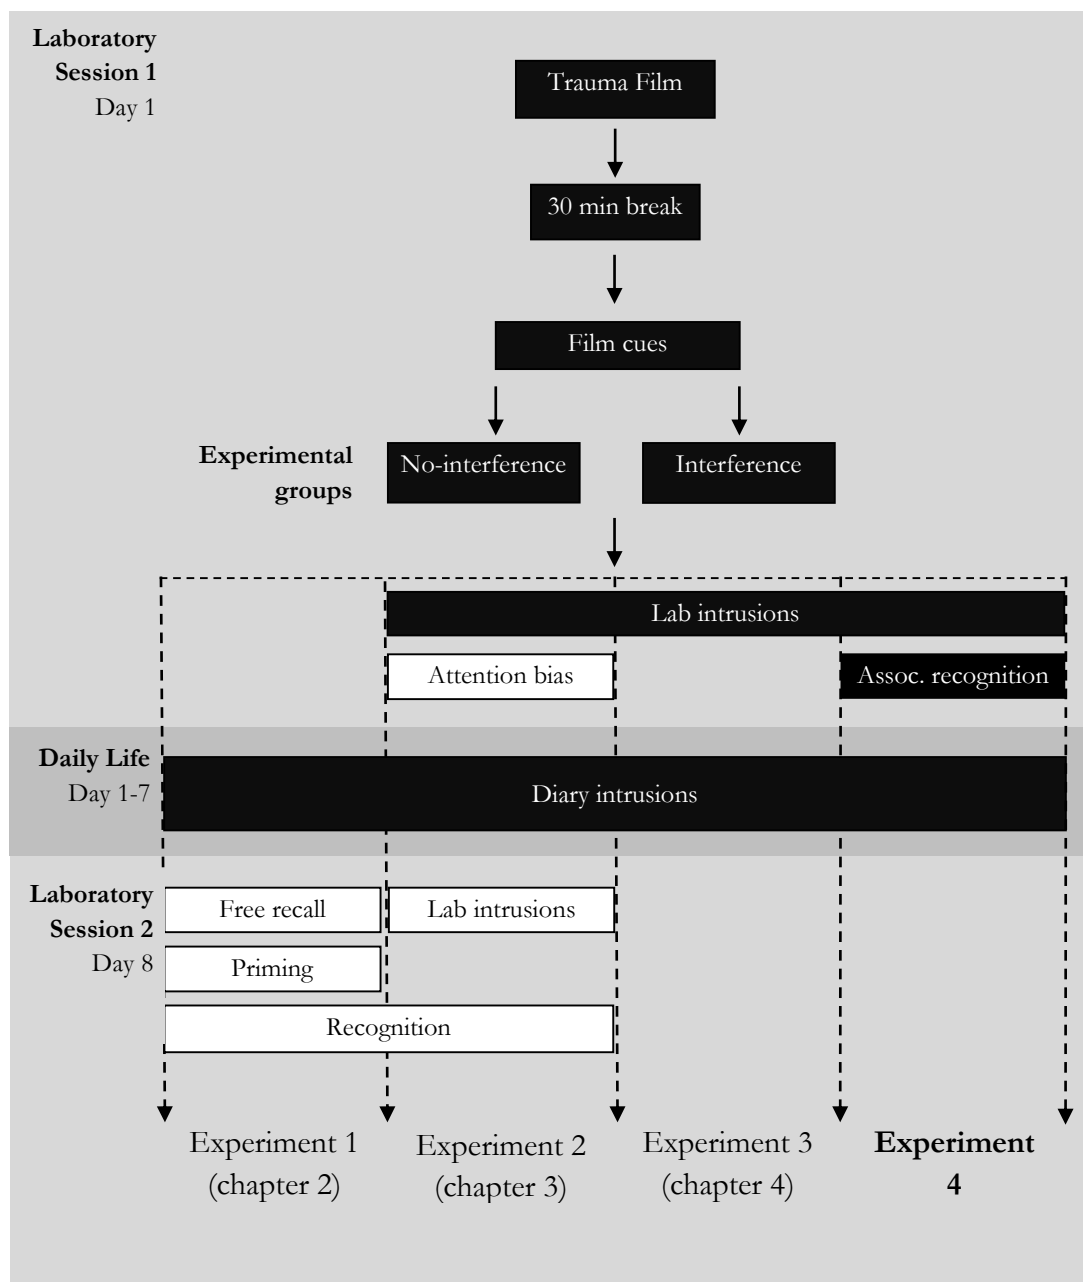 Laboratory
Session 1
Day 1
Trauma Film
30 min break
Film cues
Experimental
groups
No-interference
Interference
Lab intrusions
Attention bias
Assoc. recognition
Daily Life
Day 1-7
Diary intrusions
Laboratory
Session 2
Day 8
Free recall
Lab intrusions
Priming
Recognition
Experiment 1
(chapter 2)
Experiment 2
(chapter 3)
Experiment 3
(chapter 4)
Experiment
4